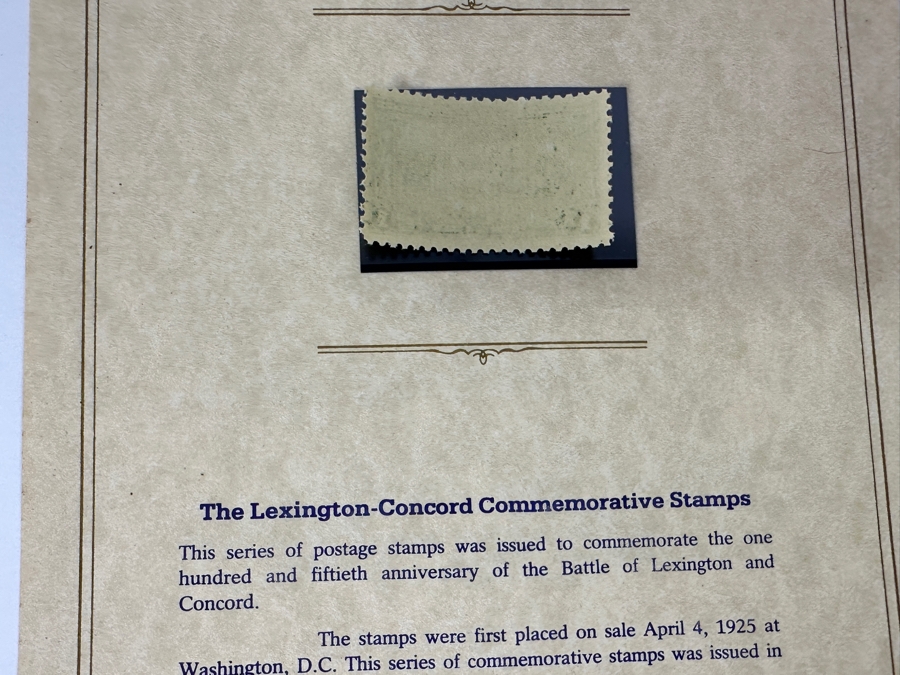 The Lexington-Concord Commemorative Stamps
This series of postage stamps was issued to commemorate the one
hundred and fiftieth anniversary of the Battle of Lexington and
Concord.
The stamps were first placed on sale April 4, 1925 at
Washington, D.C. This series of commemorative stamps was issued in